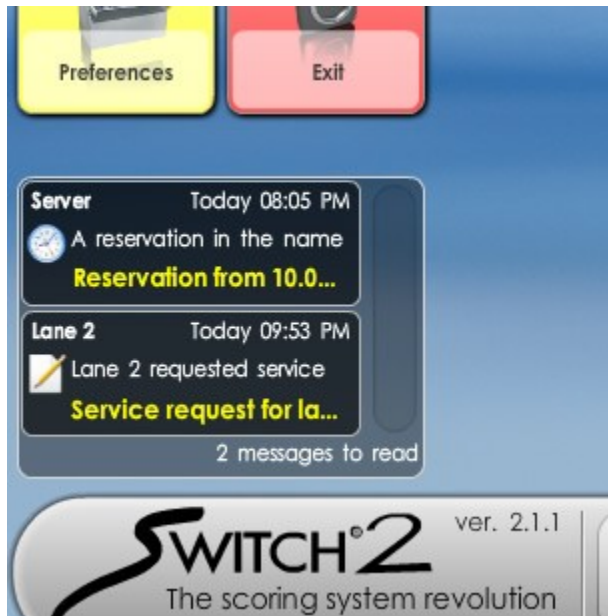 Preferences
Exit
Server Today 08:05 PM
A reservation in the name
Reservation from 10.0...
Lane 2 Today 09:53 PM
Lane 2 requested service
Service request for la...
2 messages to read
SWITCH®2 ver. 2.1.1
The scoring system revolution